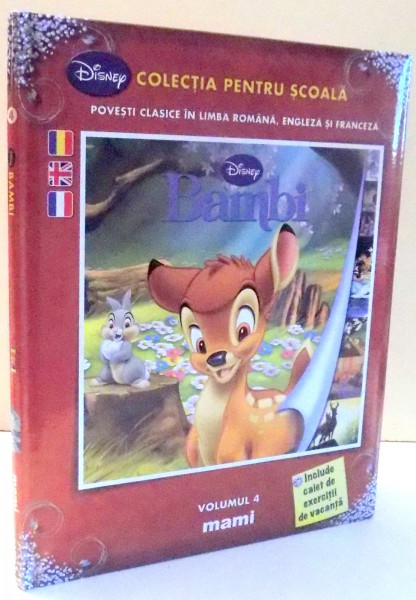 Disney
COLECȚIA PENTRU ȘCOALĂ
POVEȘTI CLASICE ÎN LIMBA ROMÂNĂ, ENGLEZĂ ȘI FRANCEZĂ
Disney
Bambi
Include
caiet de
exerciții
de vacanță
VOLUMUL 4
mami
4
BAMBI